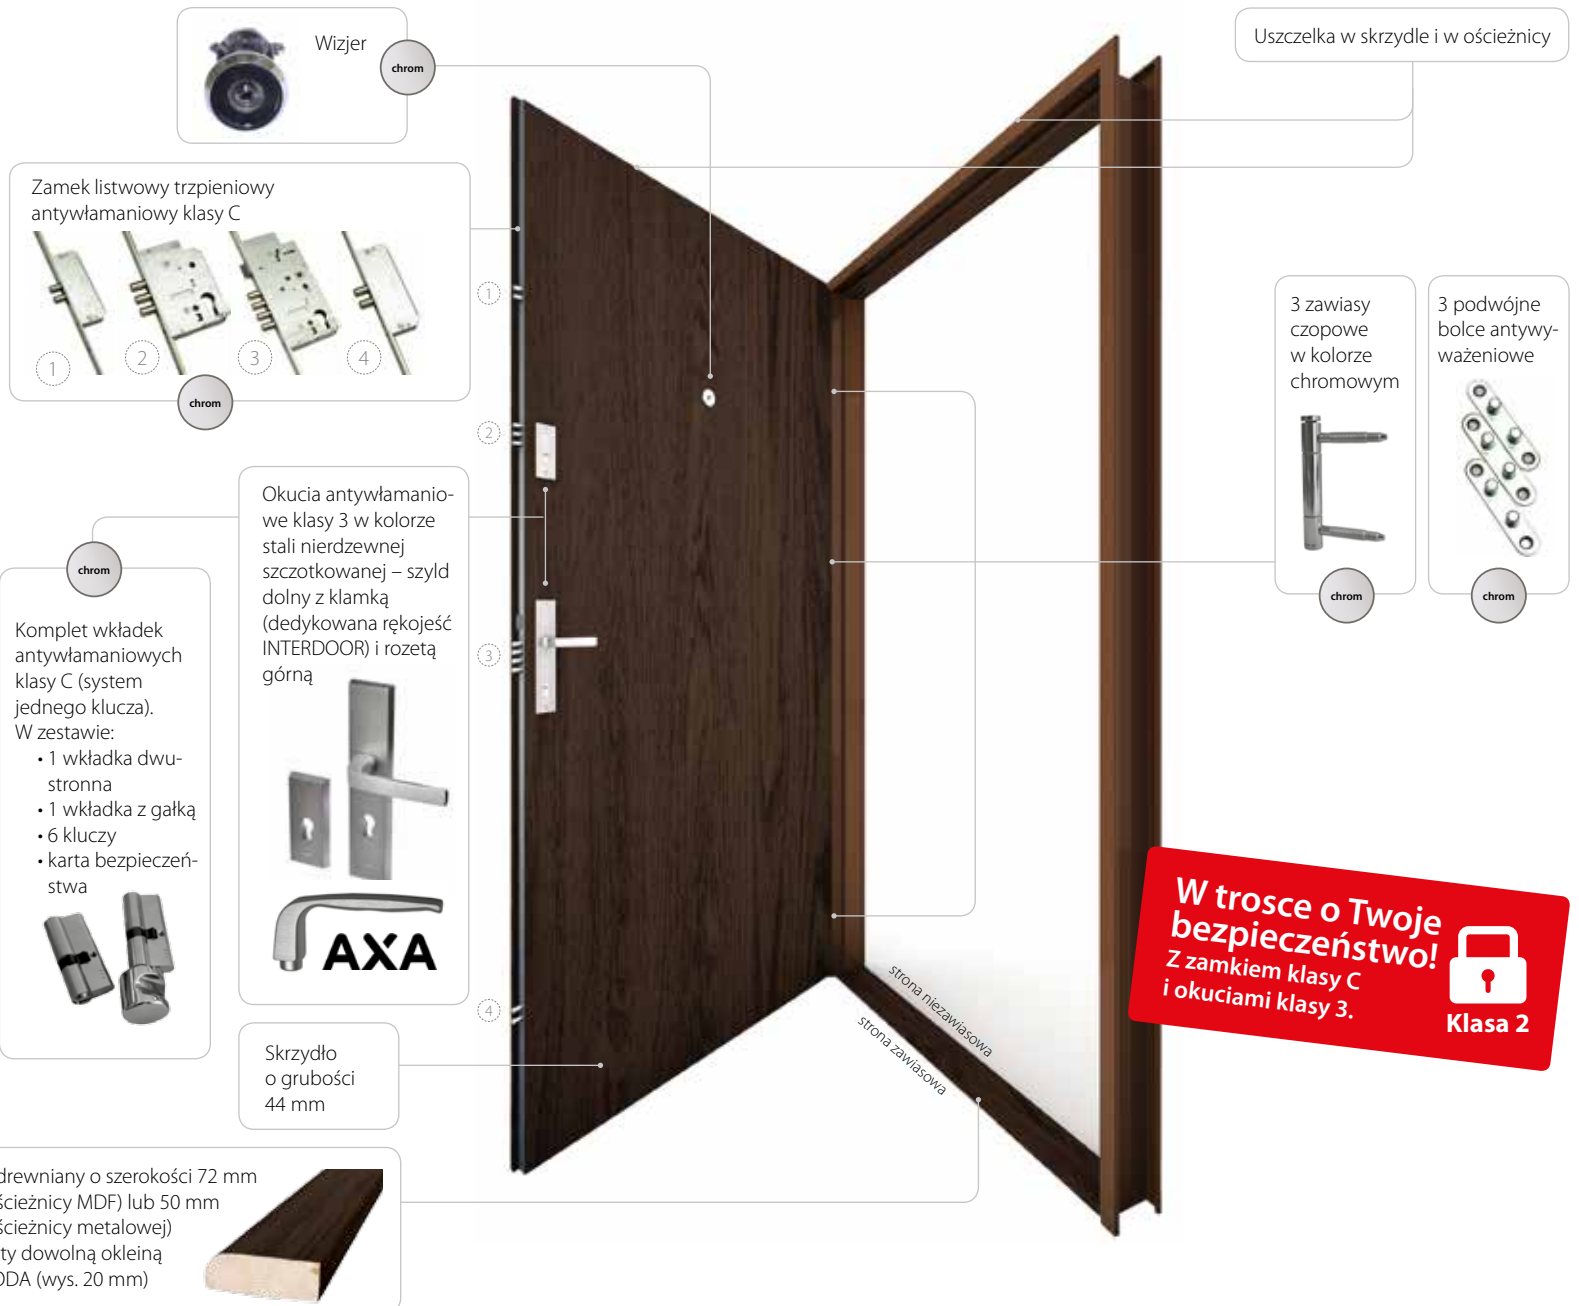 Wizjer
chrom
Uszczelka w skrzydle i w ościeżnicy
Zamek listwowy trzpieniowy
antywłamaniowy klasy C
1
2
3
4
chrom
1
2
3
4
3 zawiasy
czopowe
w kolorze
chromowym
chrom
3 podwójne
bolce antywy-
ważeniowe
chrom
Okucia antywłamanio-
we klasy 3 w kolorze
stali nierdzewnej
szczotkowanej – szyld
dolny z klamką
(dedykowana rękojeść
INTERDOOR) i rozetą
górną
AXA
chrom
Komplet wkładek
antywłamaniowych
klasy C (system
jednego klucza).
W zestawie:
• 1 wkładka dwu-
stronna
• 1 wkładka z gałką
• 6 kluczy
• karta bezpieczeń-
stwa
Skrzydło
o grubości
44 mm
strona niezawiasowa
strona zawiasowa
W trosce o Twoje
bezpieczeństwo!
Z zamkiem klasy C
i okuciami klasy 3.
Klasa 2
drewniany o szerokości 72 mm
ścieżnicy MDF) lub 50 mm
ścieżnicy metalowej)
ty dowolną okleiną
DDA (wys. 20 mm)